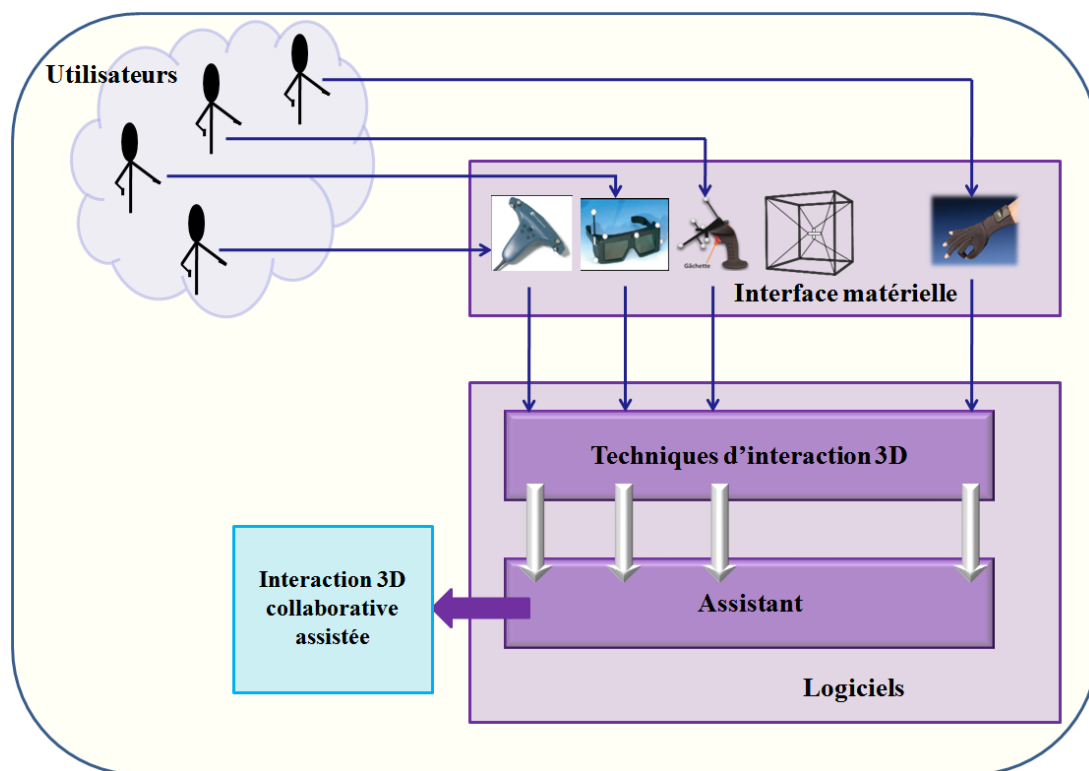 Utilisateurs
Gâchette
Interface matérielle
Techniques d’interaction 3D
Interaction 3D
collaborative
assistée
Assistant
Logiciels